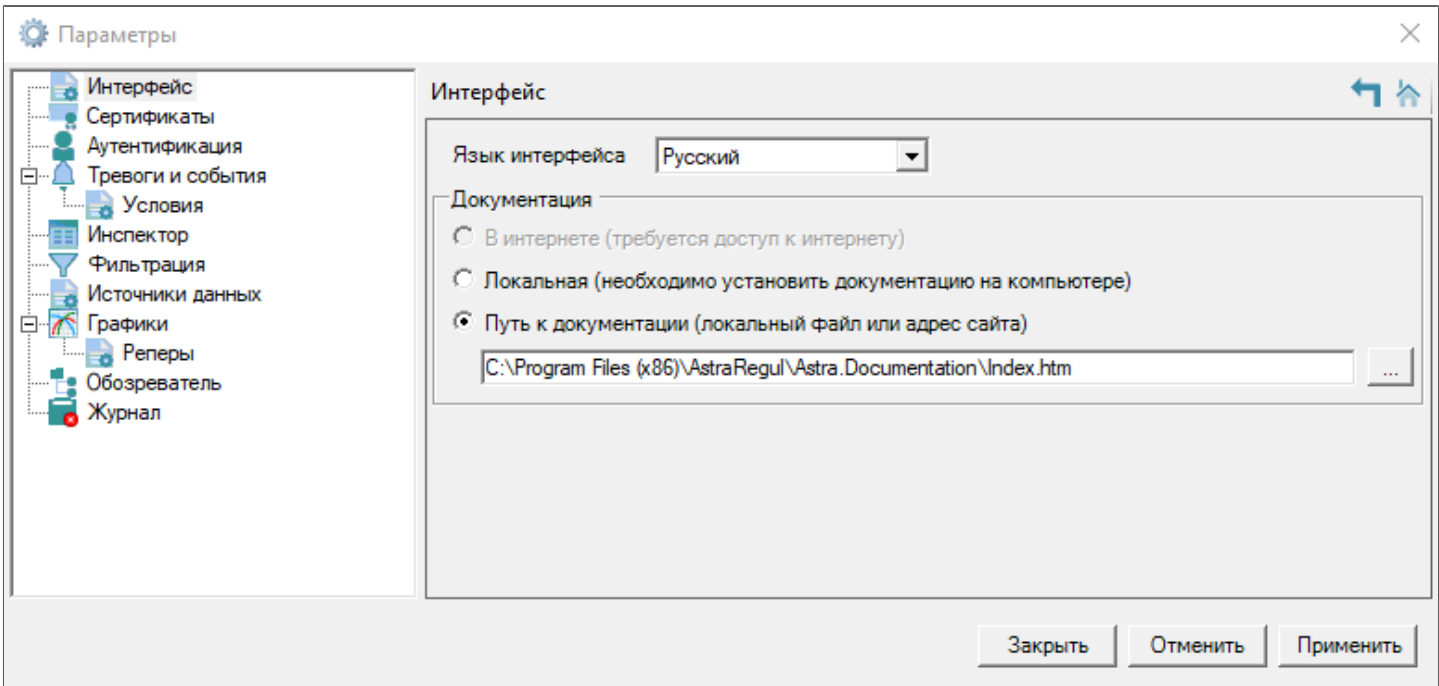 Параметры
Интерфейс
Сертификаты
Аутентификация
Тревоги и события
Условия
Инспектор
Фильтрация
Источники данных
Графики
Реперы
Обозреватель
Журнал
Интерфейс
Язык интерфейса Русский
Документация
В интернете (требуется доступ к интернету)
Локальная (необходимо установить документацию на компьютере)
Путь к документации (локальный файл или адрес сайта)
C:\Program Files (x86)\AstraRegul\Astra.Documentation\Index.htm ...
Закрыть Отменить Применить